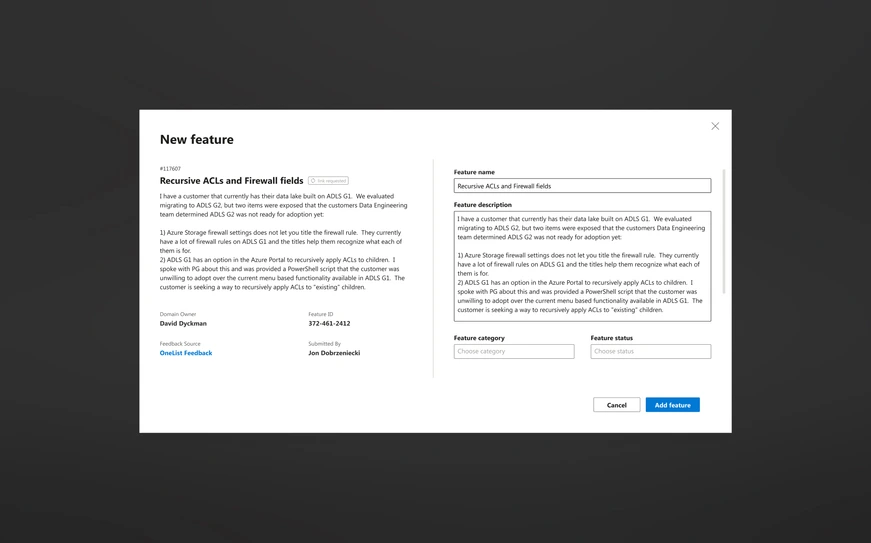 New feature
#117607
Recursive ACLs and Firewall fields
I have a customer that currently has their data lake built on ADLS G1.  We evaluated
migrating to ADLS G2, but two items were exposed that the customers Data Engineering
team determined ADLS G2 was not ready for adoption yet:
1) Azure Storage firewall settings does not let you title the firewall rule.  They currently
have a lot of firewall rules on ADLS G1 and the titles help them recognize what each of
them is for.
2) ADLS G1 has an option in the Azure Portal to recursively apply ACLs to children.  I
spoke with PG about this and was provided a PowerShell script that the customer was
unwilling to adopt over the current menu based functionality available in ADLS G1.  The
customer is seeking a way to recursively apply ACLs to "existing" children.
Domain Owner
David Dyckman
Feature ID
372-461-2412
Feedback Source
OneList Feedback
Submitted By
Jon Dobrzeniecki
Feature name
Recursive ACLs and Firewall fields
Feature description
I have a customer that currently has their data lake built on ADLS G1.  We evaluated
migrating to ADLS G2, but two items were exposed that the customers Data Engineering
team determined ADLS G2 was not ready for adoption yet:
1) Azure Storage firewall settings does not let you title the firewall rule.  They currently
have a lot of firewall rules on ADLS G1 and the titles help them recognize what each of
them is for.
2) ADLS G1 has an option in the Azure Portal to recursively apply ACLs to children.  I
spoke with PG about this and was provided a PowerShell script that the customer was
unwilling to adopt over the current menu based functionality available in ADLS G1.  The
customer is seeking a way to recursively apply ACLs to "existing" children.
Feature category
Choose category
Feature status
Choose status
Cancel
Add feature